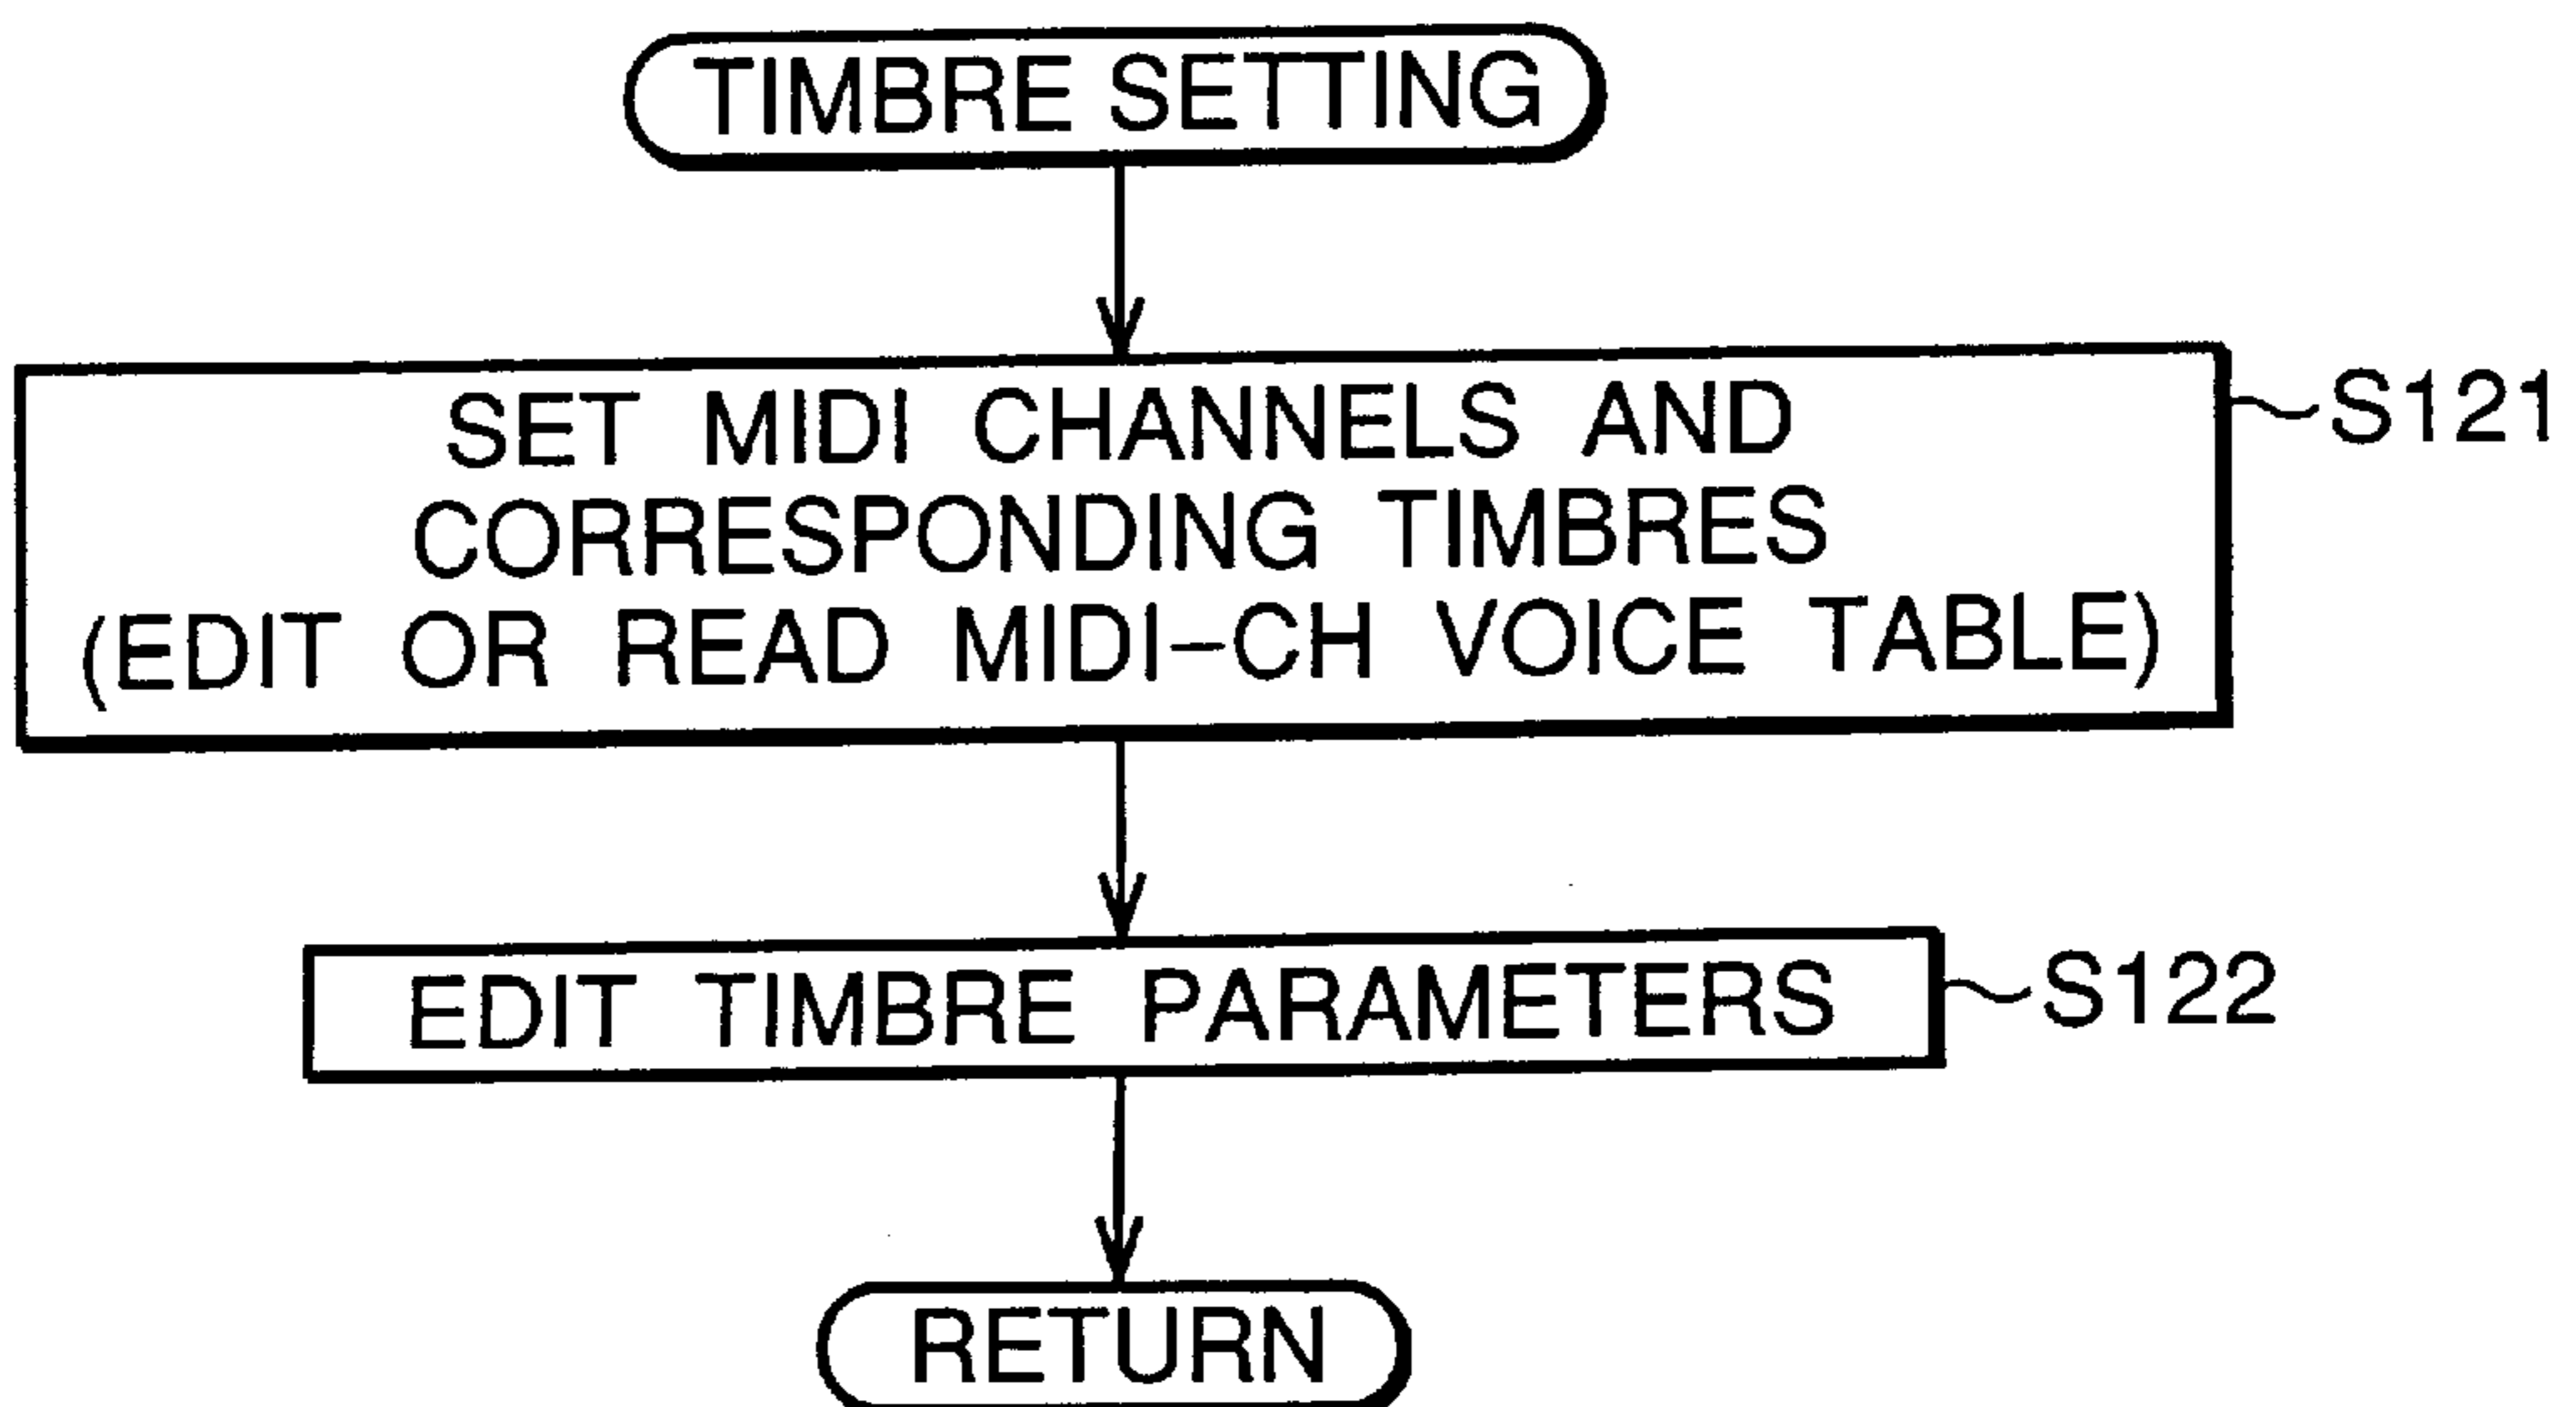 TIMBRE SETTING
SET MIDI CHANNELS AND
CORRESPONDING TIMBRES
(EDIT OR READ MIDI-CH VOICE TABLE)
S121
EDIT TIMBRE PARAMETERS
S122
RETURN